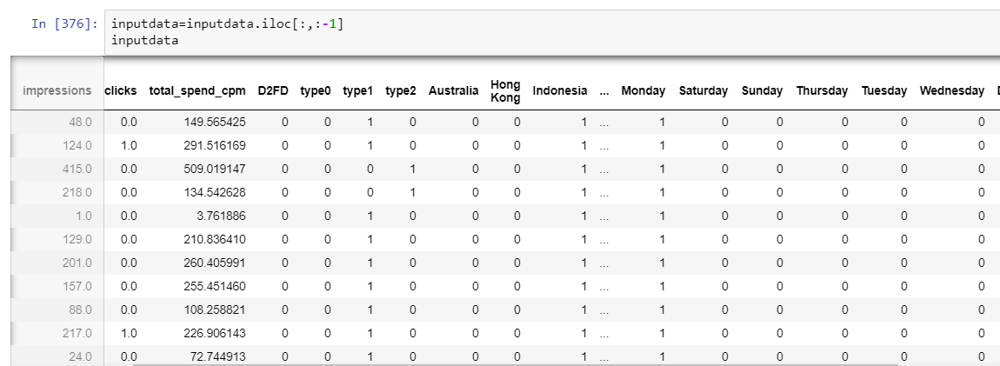 In [376]: inputdata=inputdata.iloc[:,:-1]
inputdata
impressions clicks total_spend_cpm D2FD type0 type1 type2 Australia Hong Kong Indonesia ... Monday Saturday Sunday Thursday Tuesday Wednesday
48.0 0.0 149.565425 0 0 1 0 0 0 1 ... 1 0 0 0 0 0
124.0 1.0 291.516169 0 0 1 0 0 0 1 ... 1 0 0 0 0 0
415.0 0.0 509.019147 0 0 0 1 0 0 1 ... 1 0 0 0 0 0
218.0 0.0 134.542628 0 0 0 1 0 0 1 ... 1 0 0 0 0 0
1.0 0.0 3.761886 0 0 1 0 0 0 1 ... 1 0 0 0 0 0
129.0 0.0 210.836410 0 0 1 0 0 0 1 ... 1 0 0 0 0 0
201.0 0.0 260.405991 0 0 1 0 0 0 1 ... 1 0 0 0 0 0
157.0 0.0 255.451460 0 0 1 0 0 0 1 ... 1 0 0 0 0 0
88.0 0.0 108.258821 0 0 1 0 0 0 1 ... 1 0 0 0 0 0
217.0 1.0 226.906143 0 0 1 0 0 0 1 ... 1 0 0 0 0 0
24.0 0.0 72.744913 0 0 1 0 0 0 1 ... 1 0 0 0 0 0